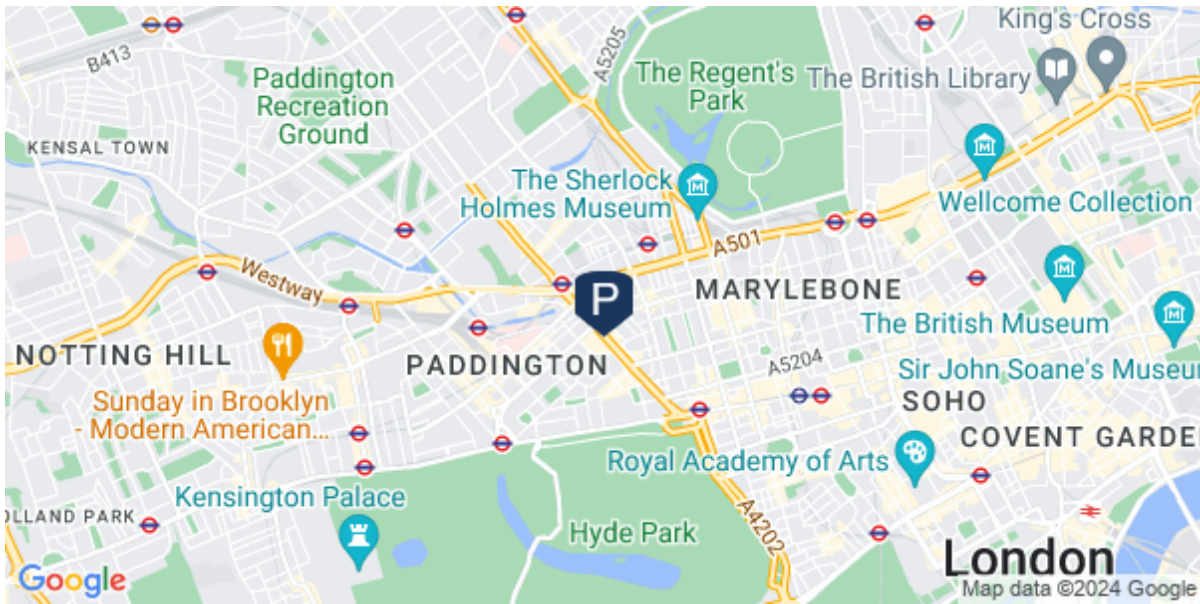 King's Cross
B413
A5205
Paddington
Recreation
Ground
The Regent's
Park
The British Library
KENSAL TOWN
The Sherlock
Holmes Museum
Wellcome Collection
A501
Westway
P
MARYLEBONE
The British Museum
NOTTING HILL
PADDINGTON
A5204
Sir John Soane's Museu
Sunday in Brooklyn
- Modern American...
SOHO
COVENT GARDE
Royal Academy of Arts
Kensington Palace
OLLAND PARK
Hyde Park
A4202
London
Google
Map data ©2024 Google